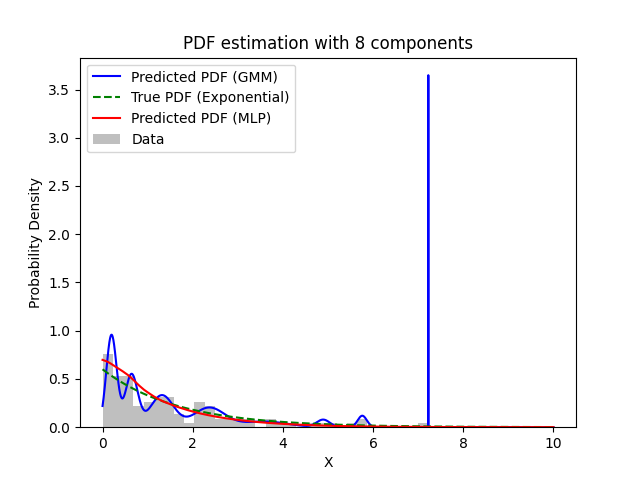 PDF estimation with 8 components
Predicted PDF (GMM)
True PDF (Exponential)
Predicted PDF (MLP)
Data
Probability Density
3.5
3.0
2.5
2.0
1.5
1.0
0.5
0.0
0 2 4 6 8 10
X